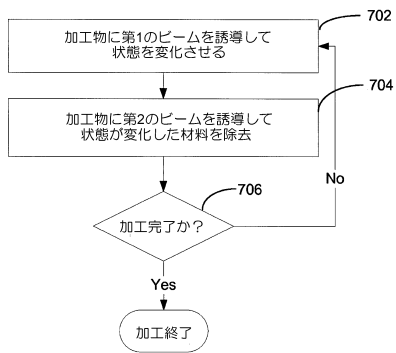 702
加工物に第1のビームを誘導して
状態を変化させる
704
加工物に第2のビームを誘導して
状態が変化した材料を除去
706
加工完了か？
No
Yes
加工終了